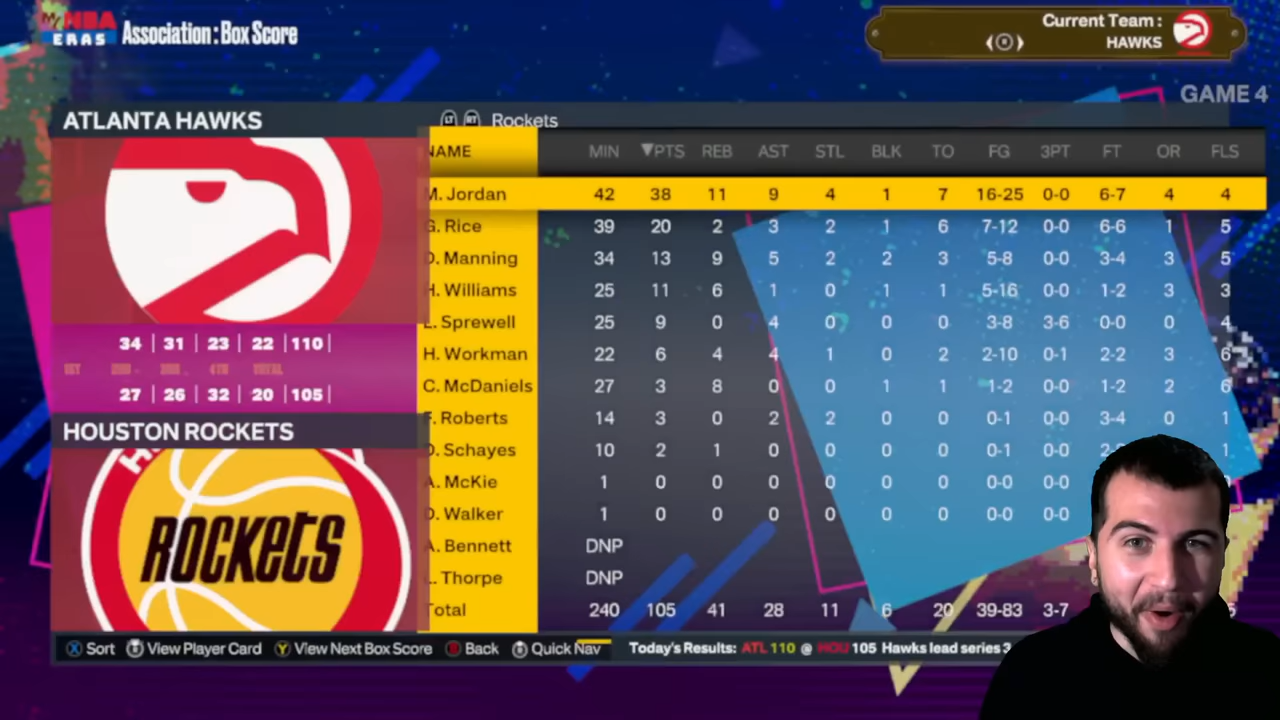 MyNBA ERAS Association: Box Score
Current Team :
HAWKS
GAME 4
ATLANTA HAWKS
LT RT Rockets
NAME MIN ▼PTS REB AST STL BLK TO FG 3PT FT OR FLS
M. Jordan 42 38 11 9 4 1 7 16-25 0-0 6-7 4 4
G. Rice 39 20 2 3 2 1 6 7-12 0-0 6-6 1 5
D. Manning 34 13 9 5 2 2 3 5-8 0-0 3-4 3 5
H. Williams 25 11 6 1 0 1 1 5-16 0-0 1-2 3 3
L. Sprewell 25 9 0 4 0 0 0 3-8 3-6 0-0 0 4
H. Workman 22 6 4 4 1 0 2 2-10 0-1 2-2 3 6
C. McDaniels 27 3 8 0 0 1 1 1-2 0-0 1-2 2 6
F. Roberts 14 3 0 2 2 0 0 0-1 0-0 3-4 0 1
D. Schayes 10 2 1 0 0 0 0 0-1 0-0 1
A. McKie 1 0 0 0 0 0 0 0-0 0-0
D. Walker 1 0 0 0 0 0 0 0-0 0-0
A. Bennett DNP
L. Thorpe DNP
Total 240 105 41 28 11 6 20 39-83 3-7
34 | 31 | 23 | 22 | 110 |
27 | 26 | 32 | 20 | 105 |
HOUSTON ROCKETS
ROCKETS
X Sort View Player Card Y View Next Box Score B Back Quick Nav Today's Results: ATL 110 @ HOU 105 Hawks lead series 3